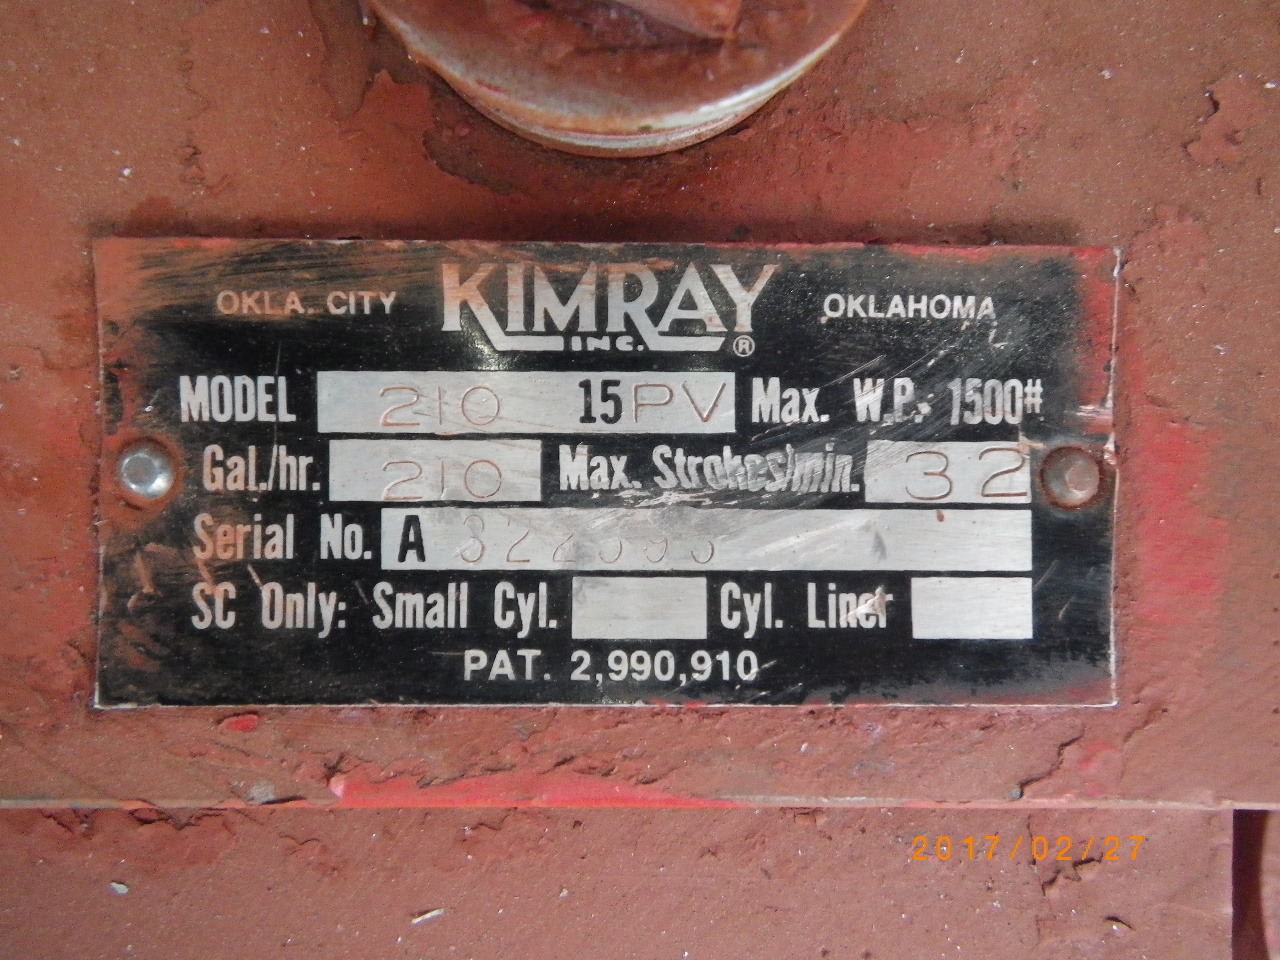 OKLA. CITY KIMRAY OKLAHOMA
INC. ®
MODEL 210 15PV Max. W.P. 1500#
Gal./hr. 210 Max. Strokes/min. 32
Serial No. A
SC Only: Small Cyl. Cyl. Liner
PAT. 2,990,910
2017/02/27